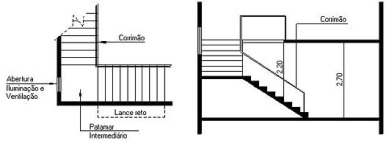 Corrimão
Abertura
Iluminação e
Ventilação
Lance reto
Patamar
Intermediário
Corrimão
2,20
2,70